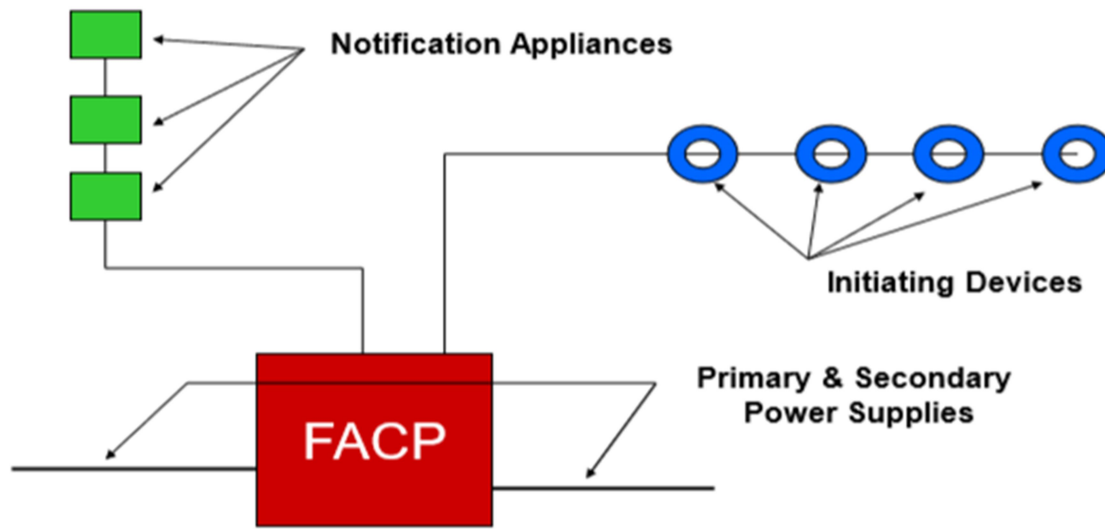 Notification Appliances
Initiating Devices
Primary & Secondary
Power Supplies
FACP